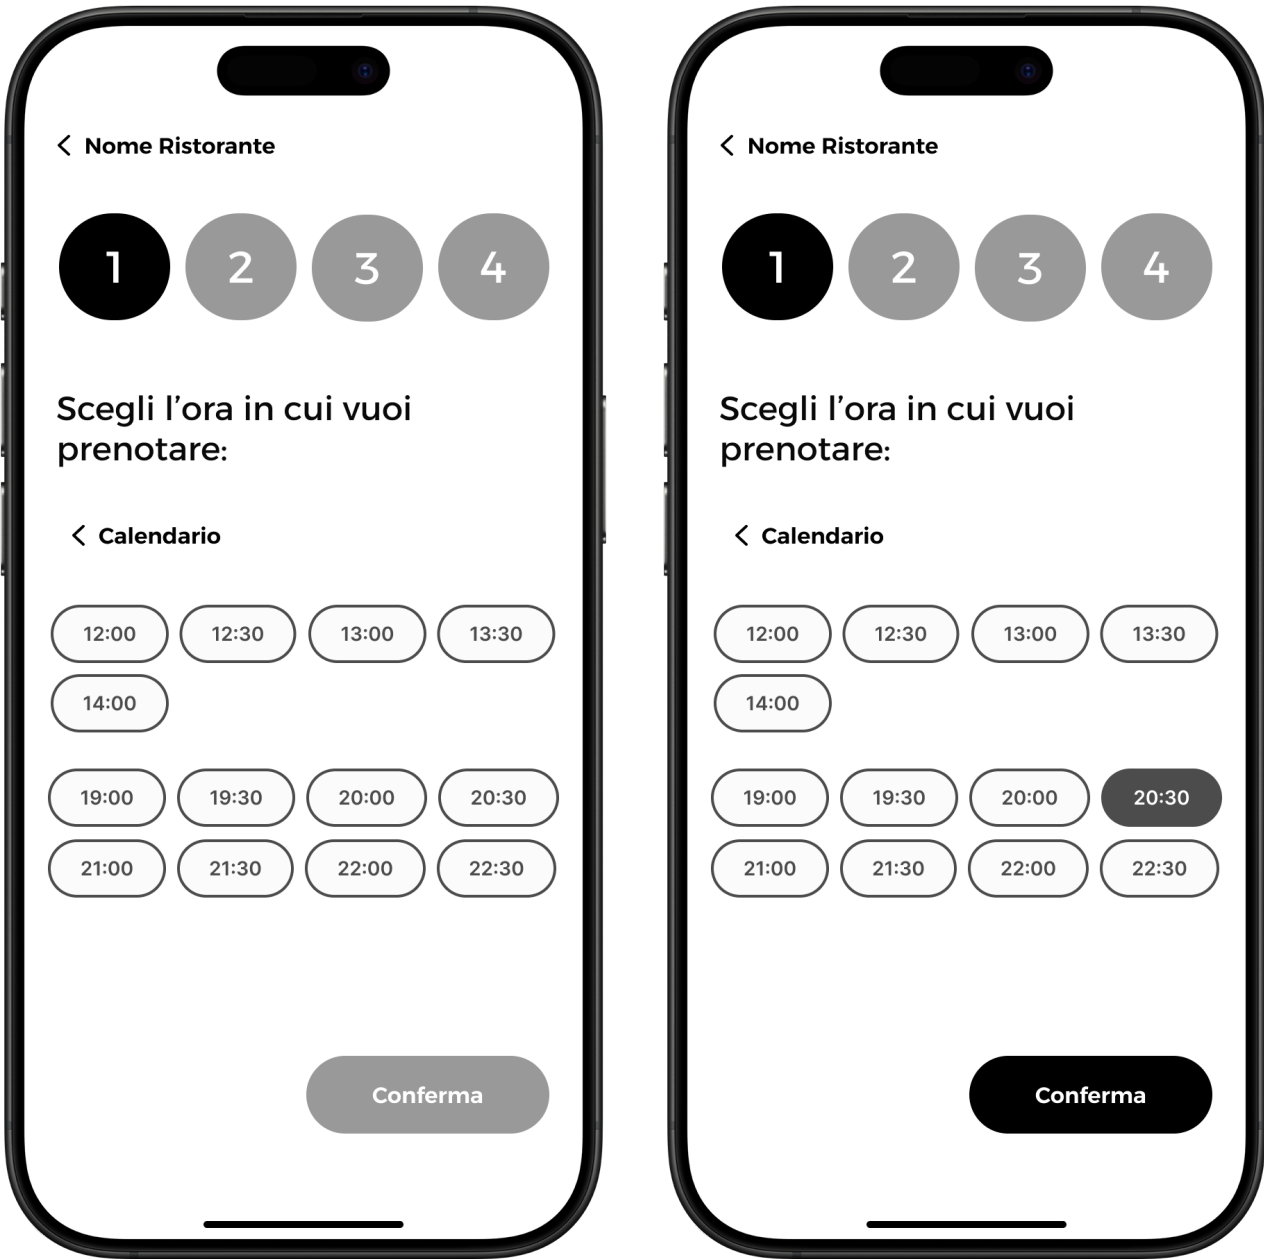 Nome Ristorante
1 2 3 4
Scegli l’ora in cui vuoi
prenotare:
Calendario
12:00 12:30 13:00 13:30
14:00
19:00 19:30 20:00 20:30
21:00 21:30 22:00 22:30
Conferma
Nome Ristorante
1 2 3 4
Scegli l’ora in cui vuoi
prenotare:
Calendario
12:00 12:30 13:00 13:30
14:00
19:00 19:30 20:00 20:30
21:00 21:30 22:00 22:30
Conferma